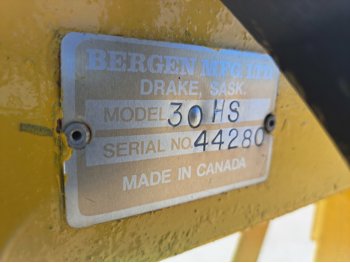 BERGEN MFG. LTD.
DRAKE, SASK.
MODEL 30 HS
SERIAL NO. 44280
MADE IN CANADA